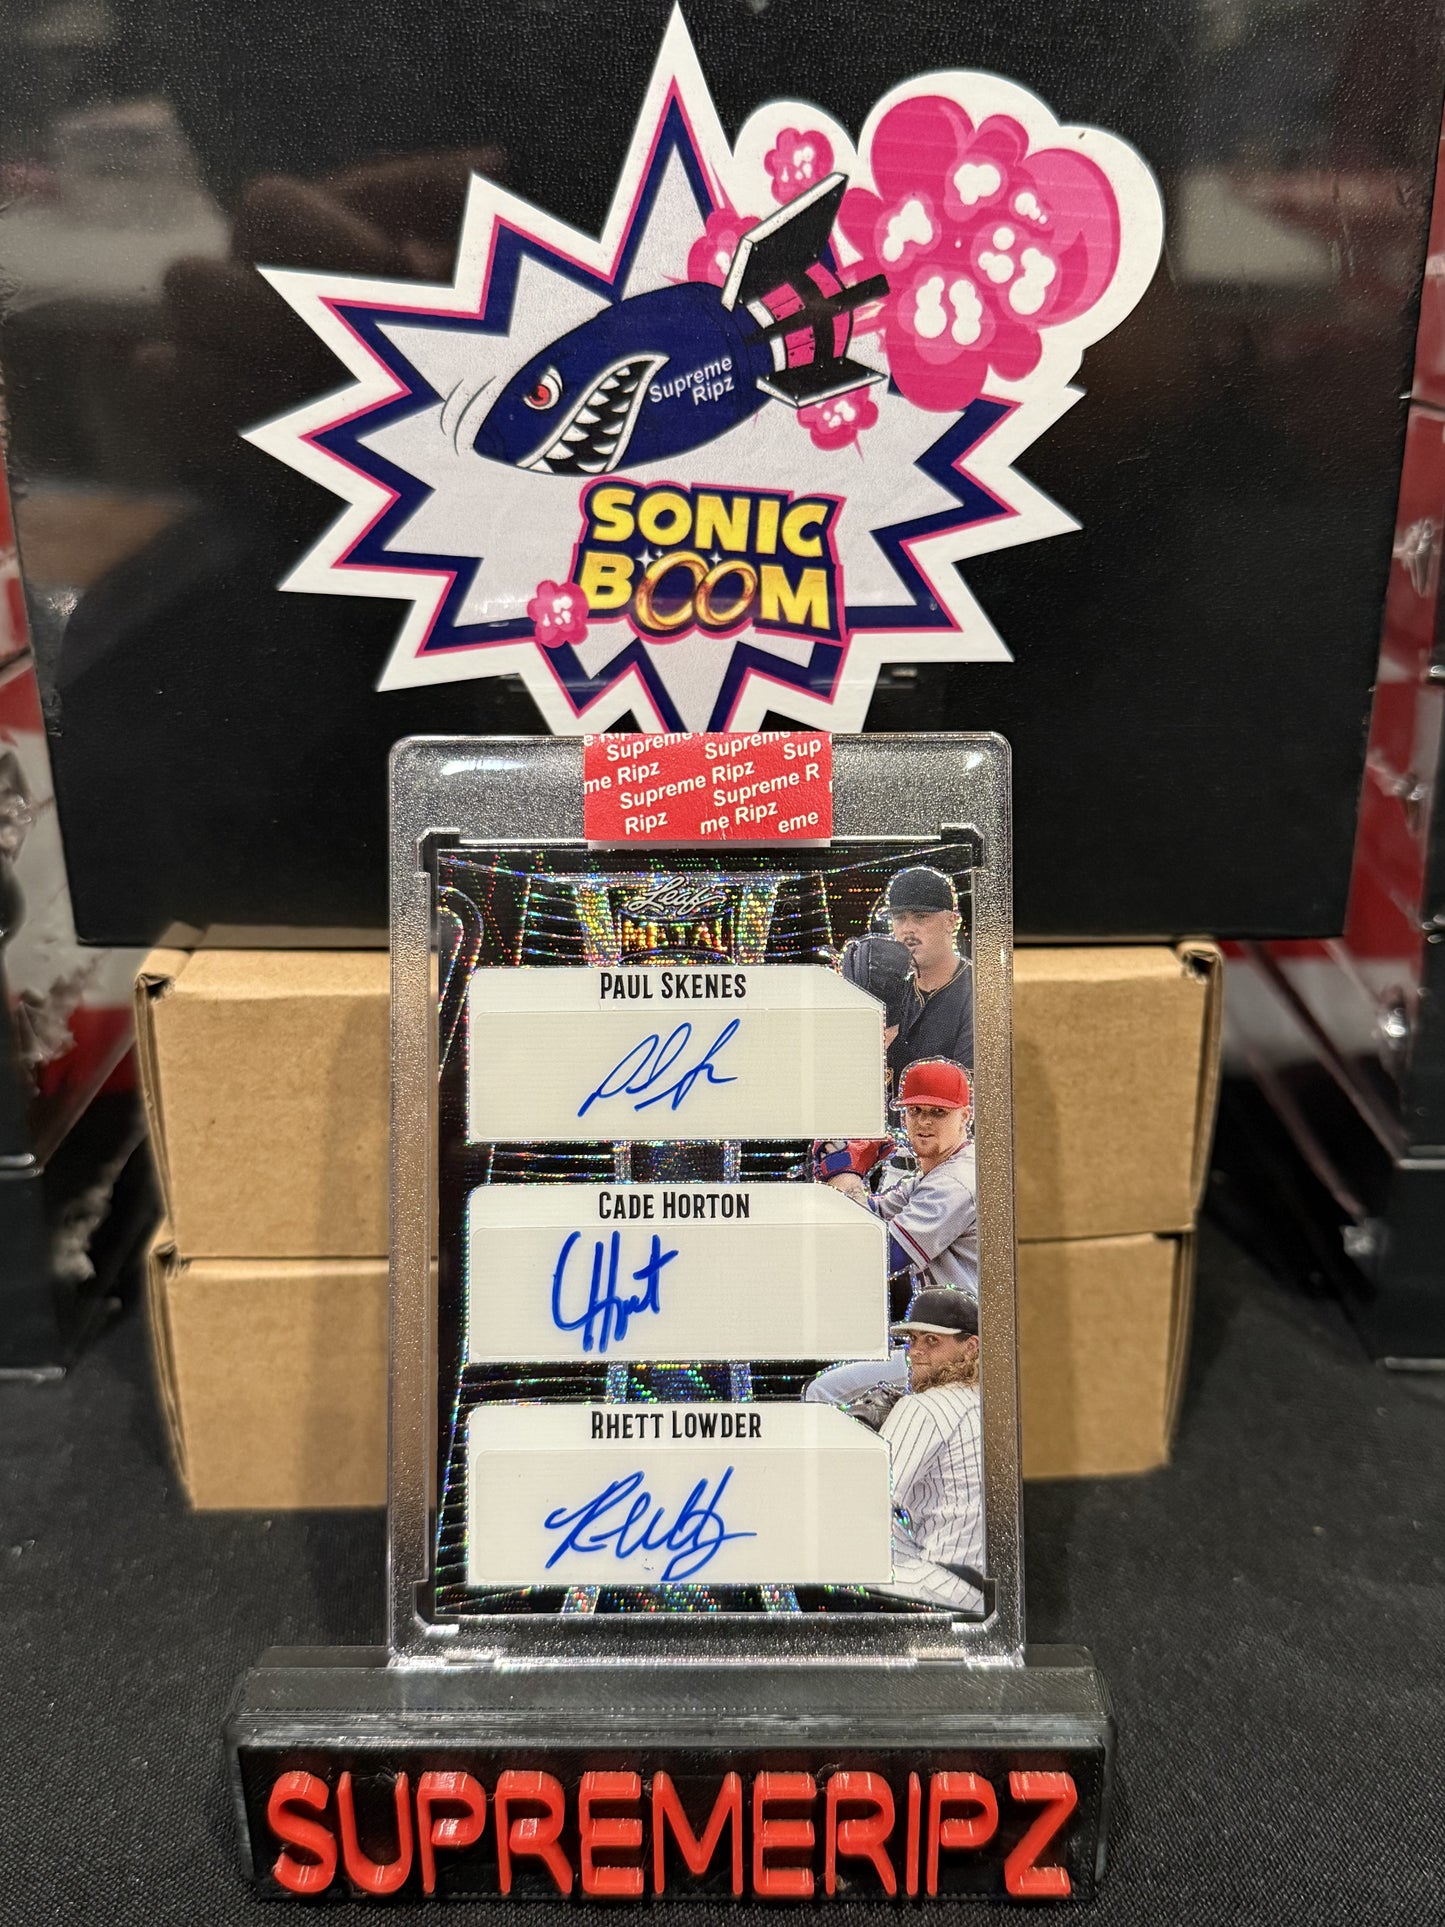 Supreme
Ripz
SONIC
BOOM
Supreme Supreme Sup
me Ripz Supreme Ripz Supreme R
Ripz me Ripz eme
Leaf
METAL
PAUL SKENES
CADE HORTON
RHETT LOWDER
SUPREMERIPZ